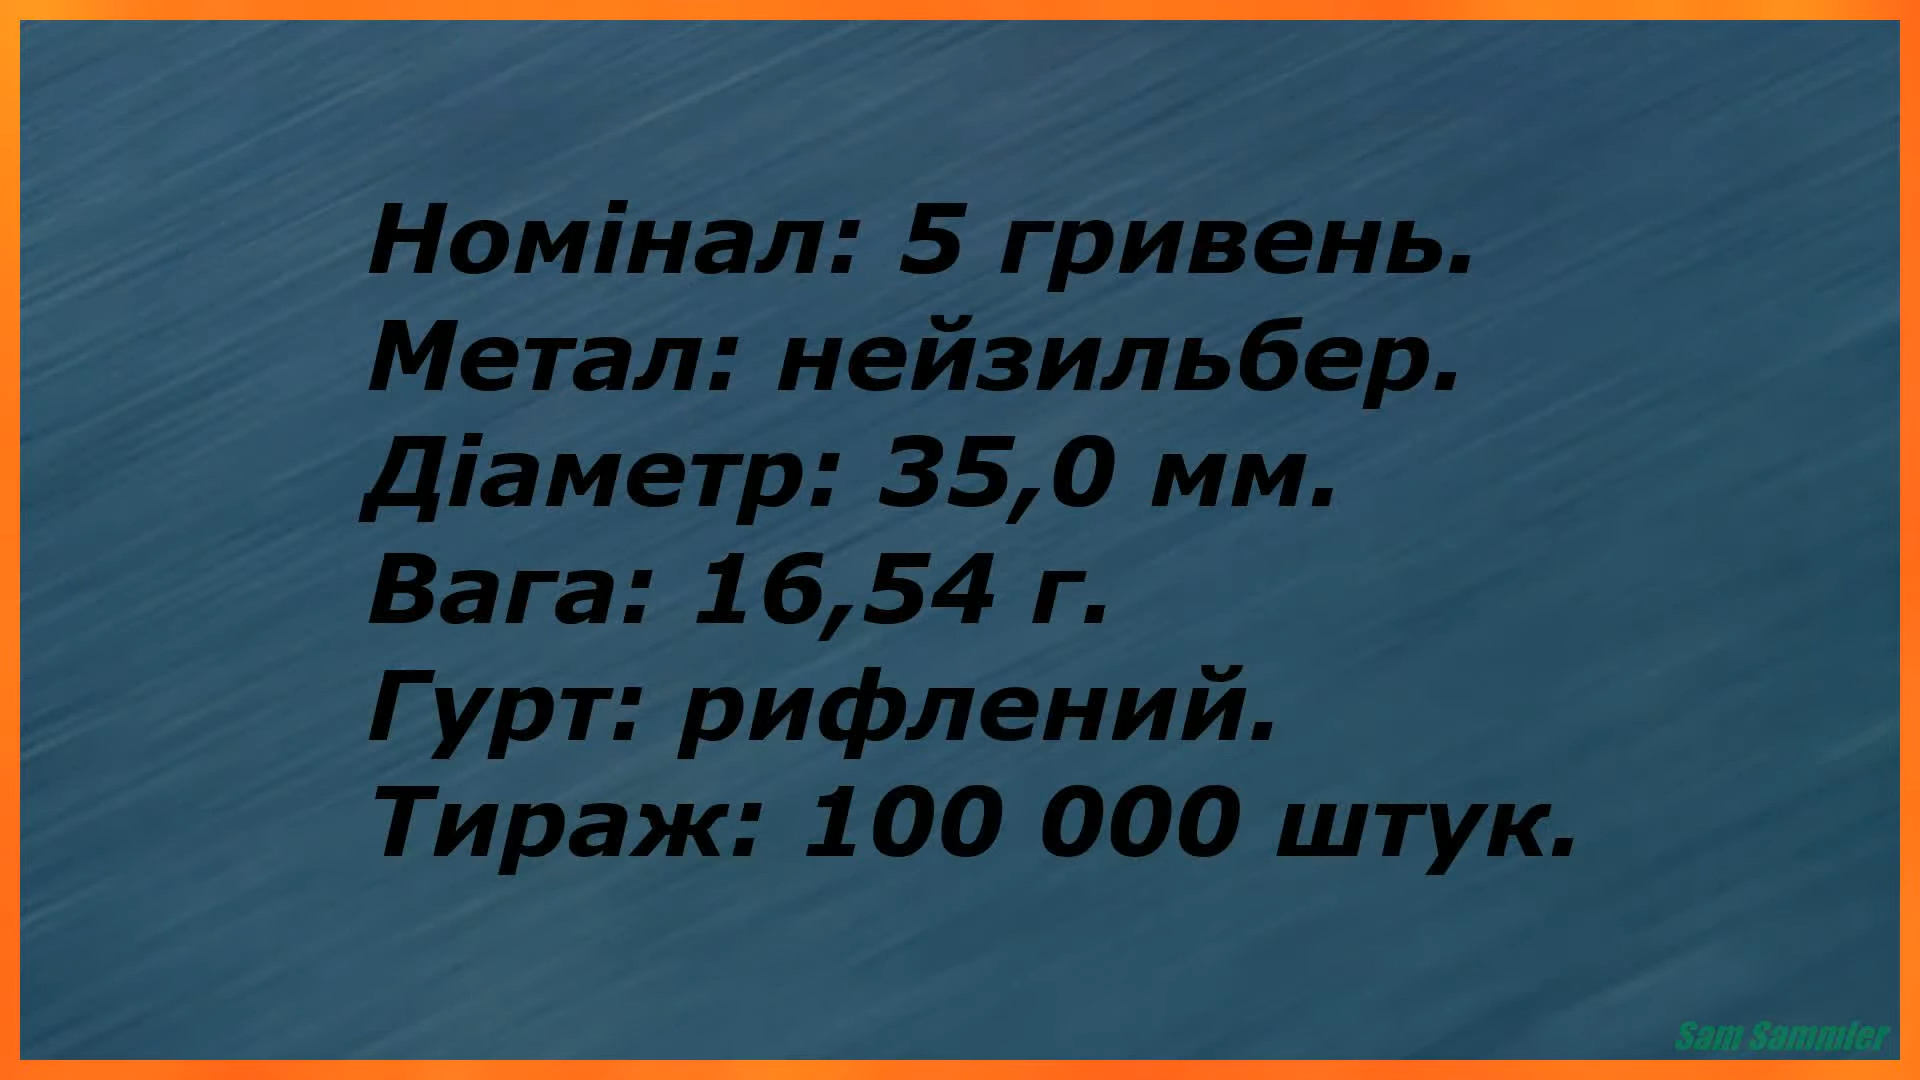 Номінал: 5 гривень.
Метал: нейзильбер.
Діаметр: 35,0 мм.
Вага: 16,54 г.
Гурт: рифлений.
Тираж: 100 000 штук.
Sam Sammler